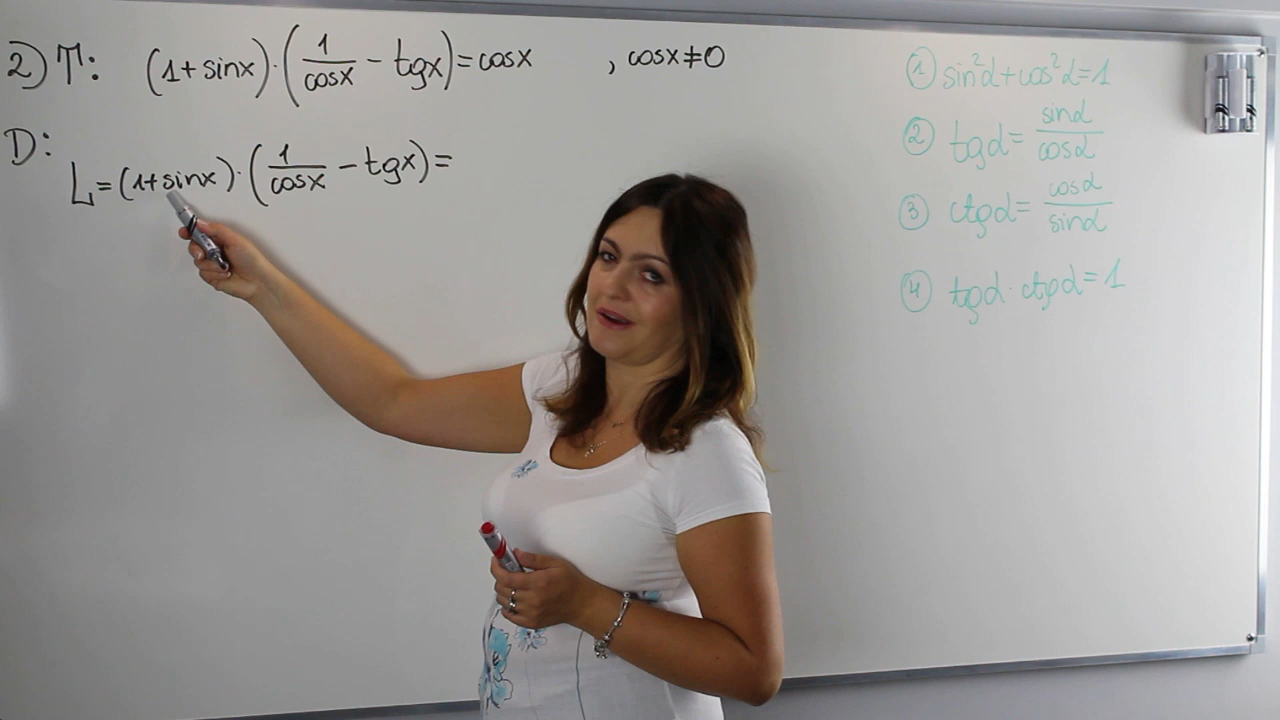 2) T: (1+sinx)·(1/cosx - tgx)=cosx , cosx≠0
D:
L=(1+sinx)·(1/cosx - tgx)=
① sin²α+cos²α=1
② tgα= sinα/cosα
③ ctgα= cosα/sinα
④ tgα·ctgα=1